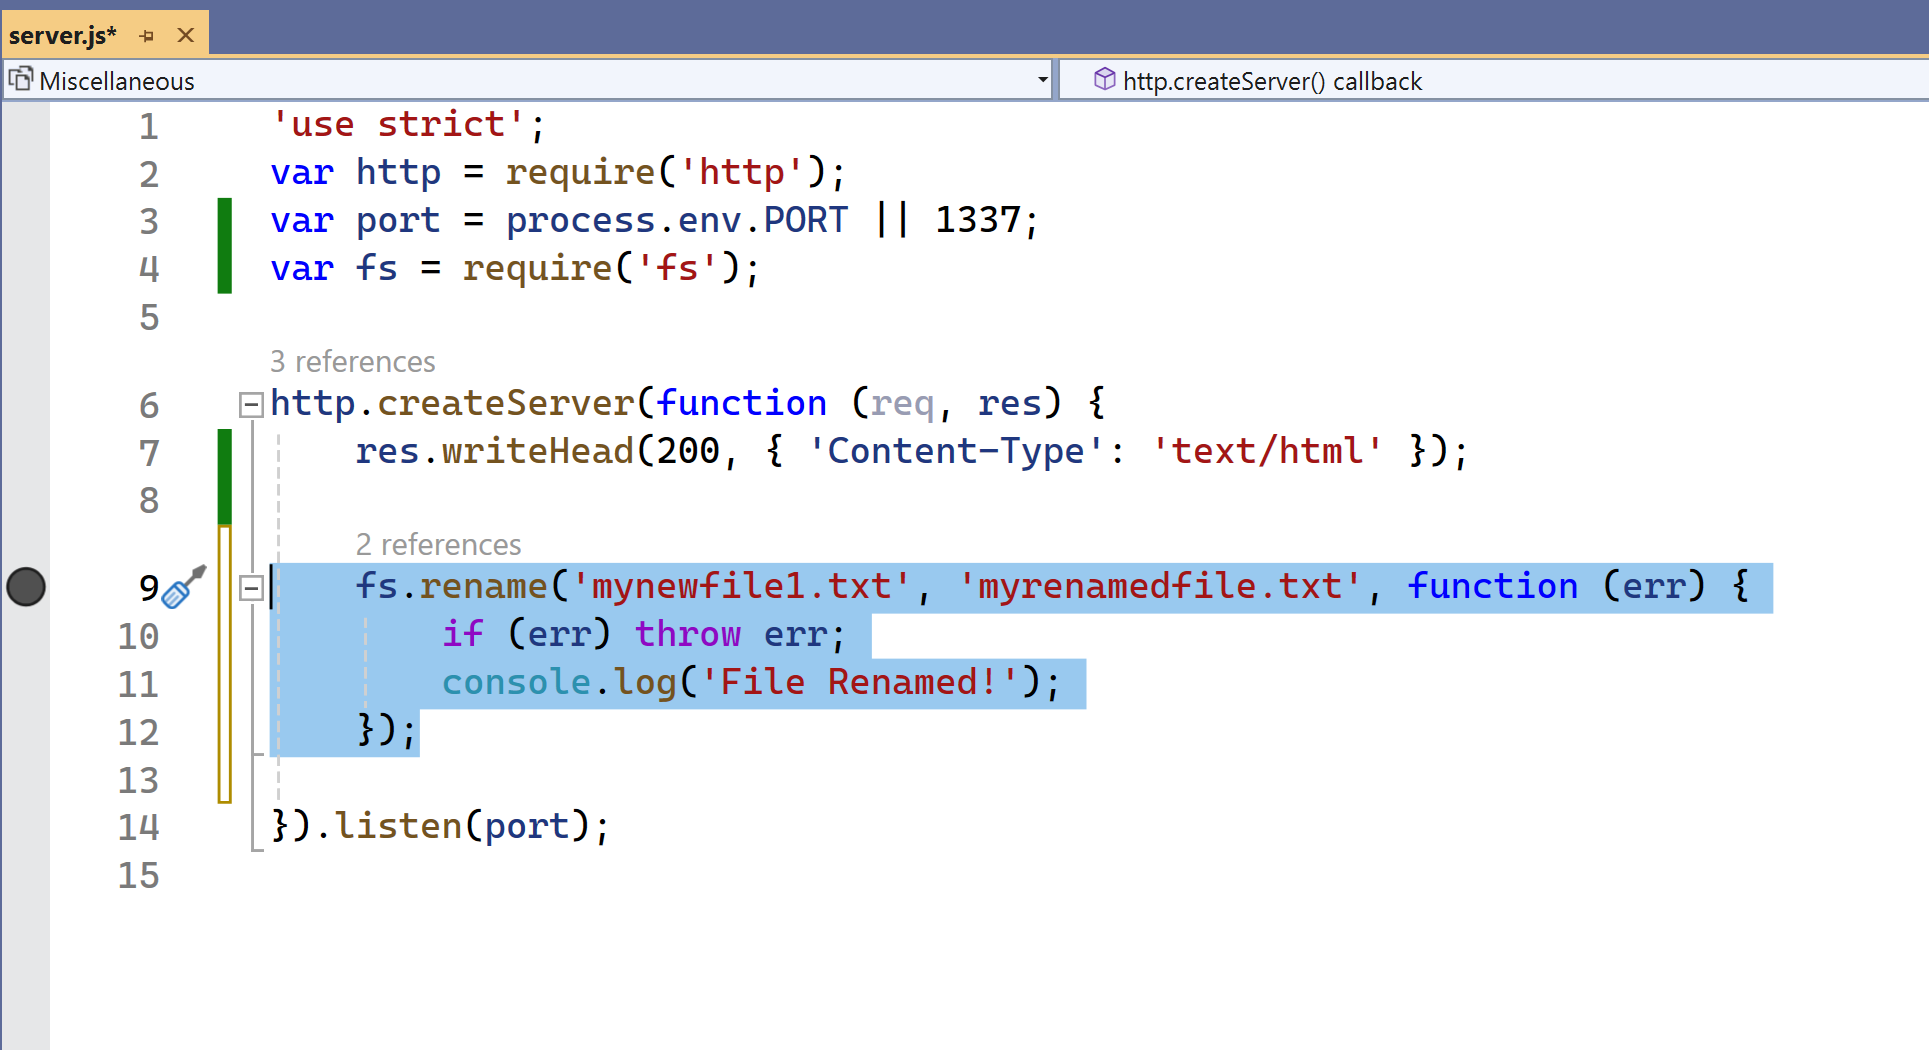 server.js*
Miscellaneous
http.createServer() callback
1 'use strict';
2 var http = require('http');
3 var port = process.env.PORT || 1337;
4 var fs = require('fs');
5
3 references
6 http.createServer(function (req, res) {
7     res.writeHead(200, { 'Content-Type': 'text/html' });
8
2 references
9     fs.rename('mynewfile1.txt', 'myrenamedfile.txt', function (err) {
10         if (err) throw err;
11         console.log('File Renamed!');
12     });
13
14 }).listen(port);
15